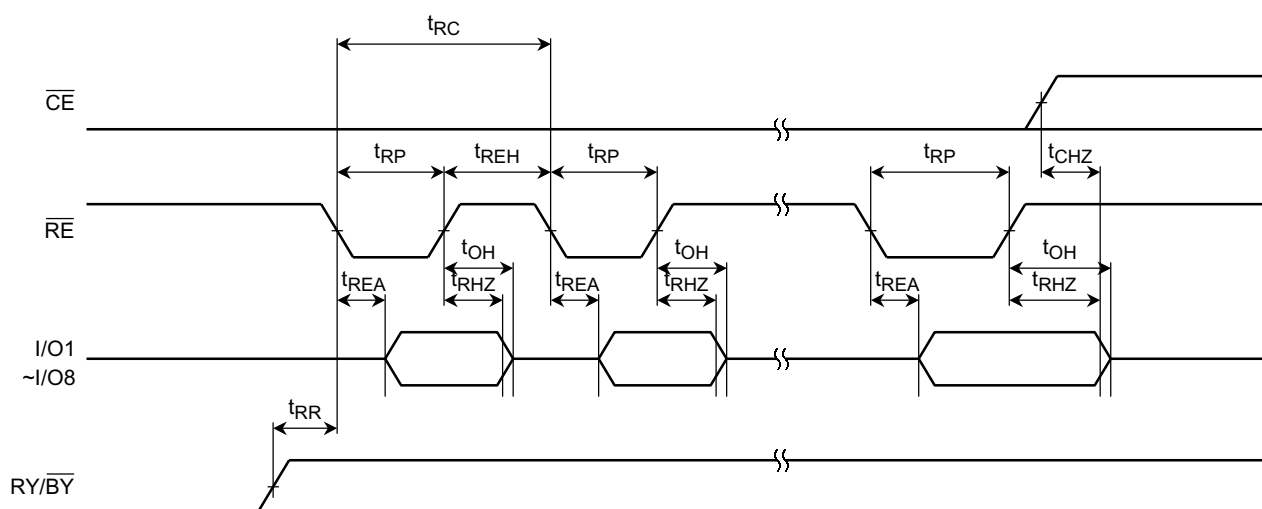 tRC
CE
tRP tREH tRP tRP tCHZ
RE
tOH tOH tOH
tREA tRHZ tREA tRHZ tREA tRHZ
I/O1
~I/O8
tRR
RY/BY